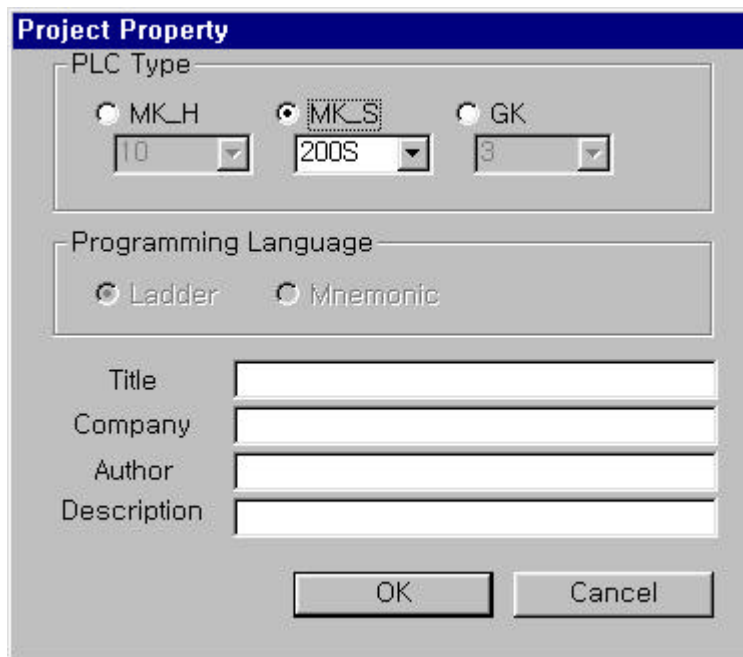 Project Property
PLC Type
MK_H MK_S GK
10 200S 3
Programming Language
Ladder Mnemonic
Title
Company
Author
Description
OK Cancel